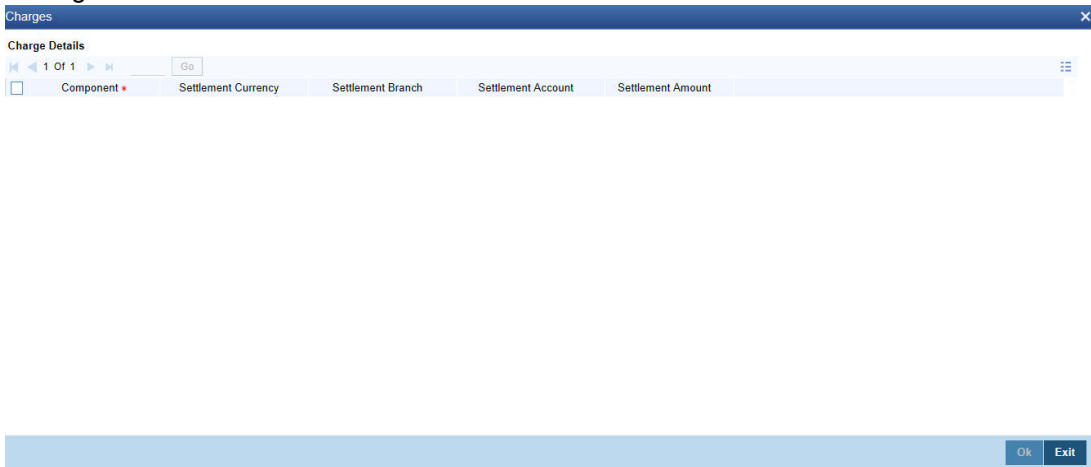 Charges
Charge Details
1 Of 1 Go
Component * Settlement Currency Settlement Branch Settlement Account Settlement Amount
Ok Exit